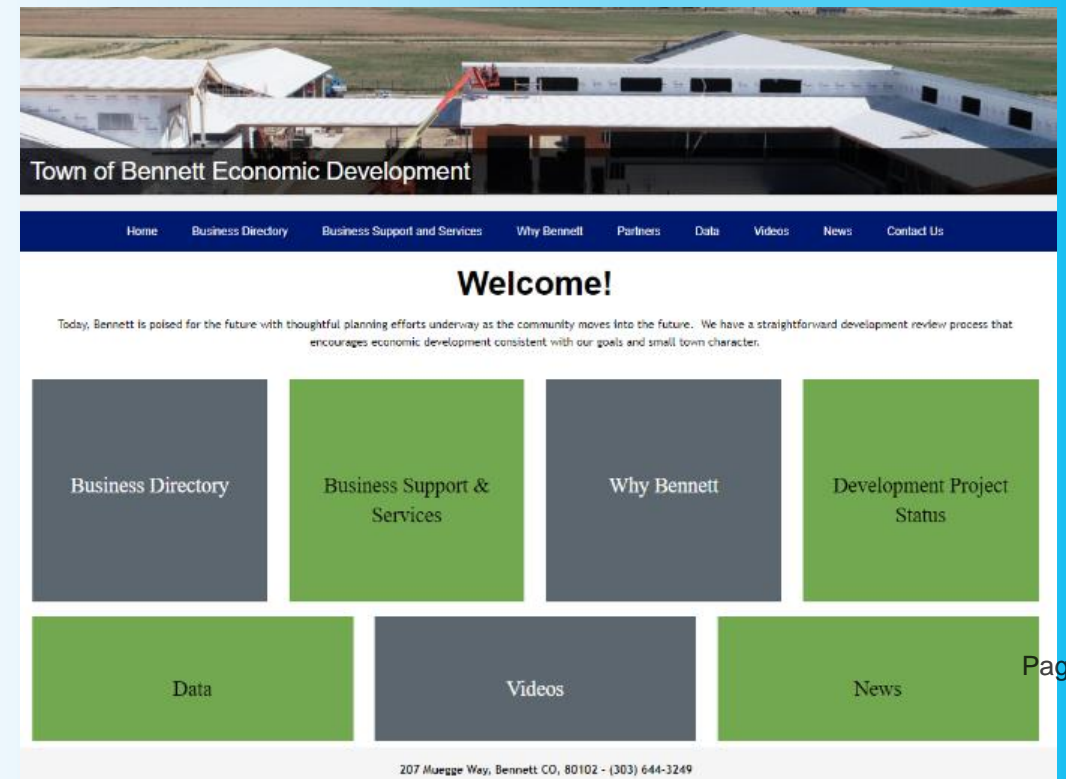 Town of Bennett Economic Development
Home Business Directory Business Support and Services Why Bennett Partners Data Videos News Contact Us
Welcome!
Today, Bennett is poised for the future with thoughtful planning efforts underway as the community moves into the future. We have a straightforward development review process that
encourages economic development consistent with our goals and small town character.
Business Directory
Business Support &
Services
Why Bennett
Development Project
Status
Data
Videos
News
Pag
207 Muegge Way, Bennett CO, 80102 - (303) 644-3249